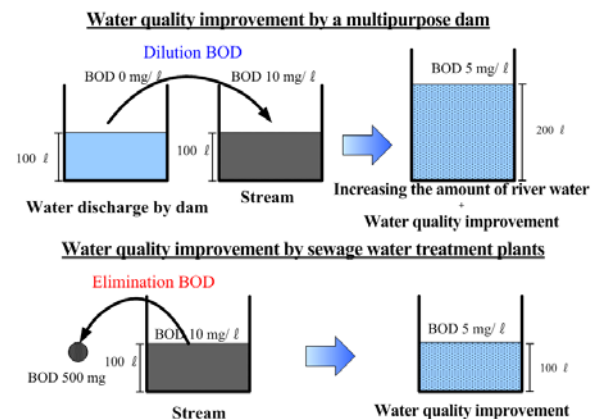 Water quality improvement by a multipurpose dam
Dilution BOD
BOD 0 mg/ ℓ
BOD 10 mg/ ℓ
BOD 5 mg/ ℓ
100 ℓ
100 ℓ
200 ℓ
Water discharge by dam
Stream
Increasing the amount of river water
+
Water quality improvement
Water quality improvement by sewage water treatment plants
Elimination BOD
BOD 10 mg/ ℓ
BOD 5 mg/ ℓ
BOD 500 mg
100 ℓ
100 ℓ
Stream
Water quality improvement